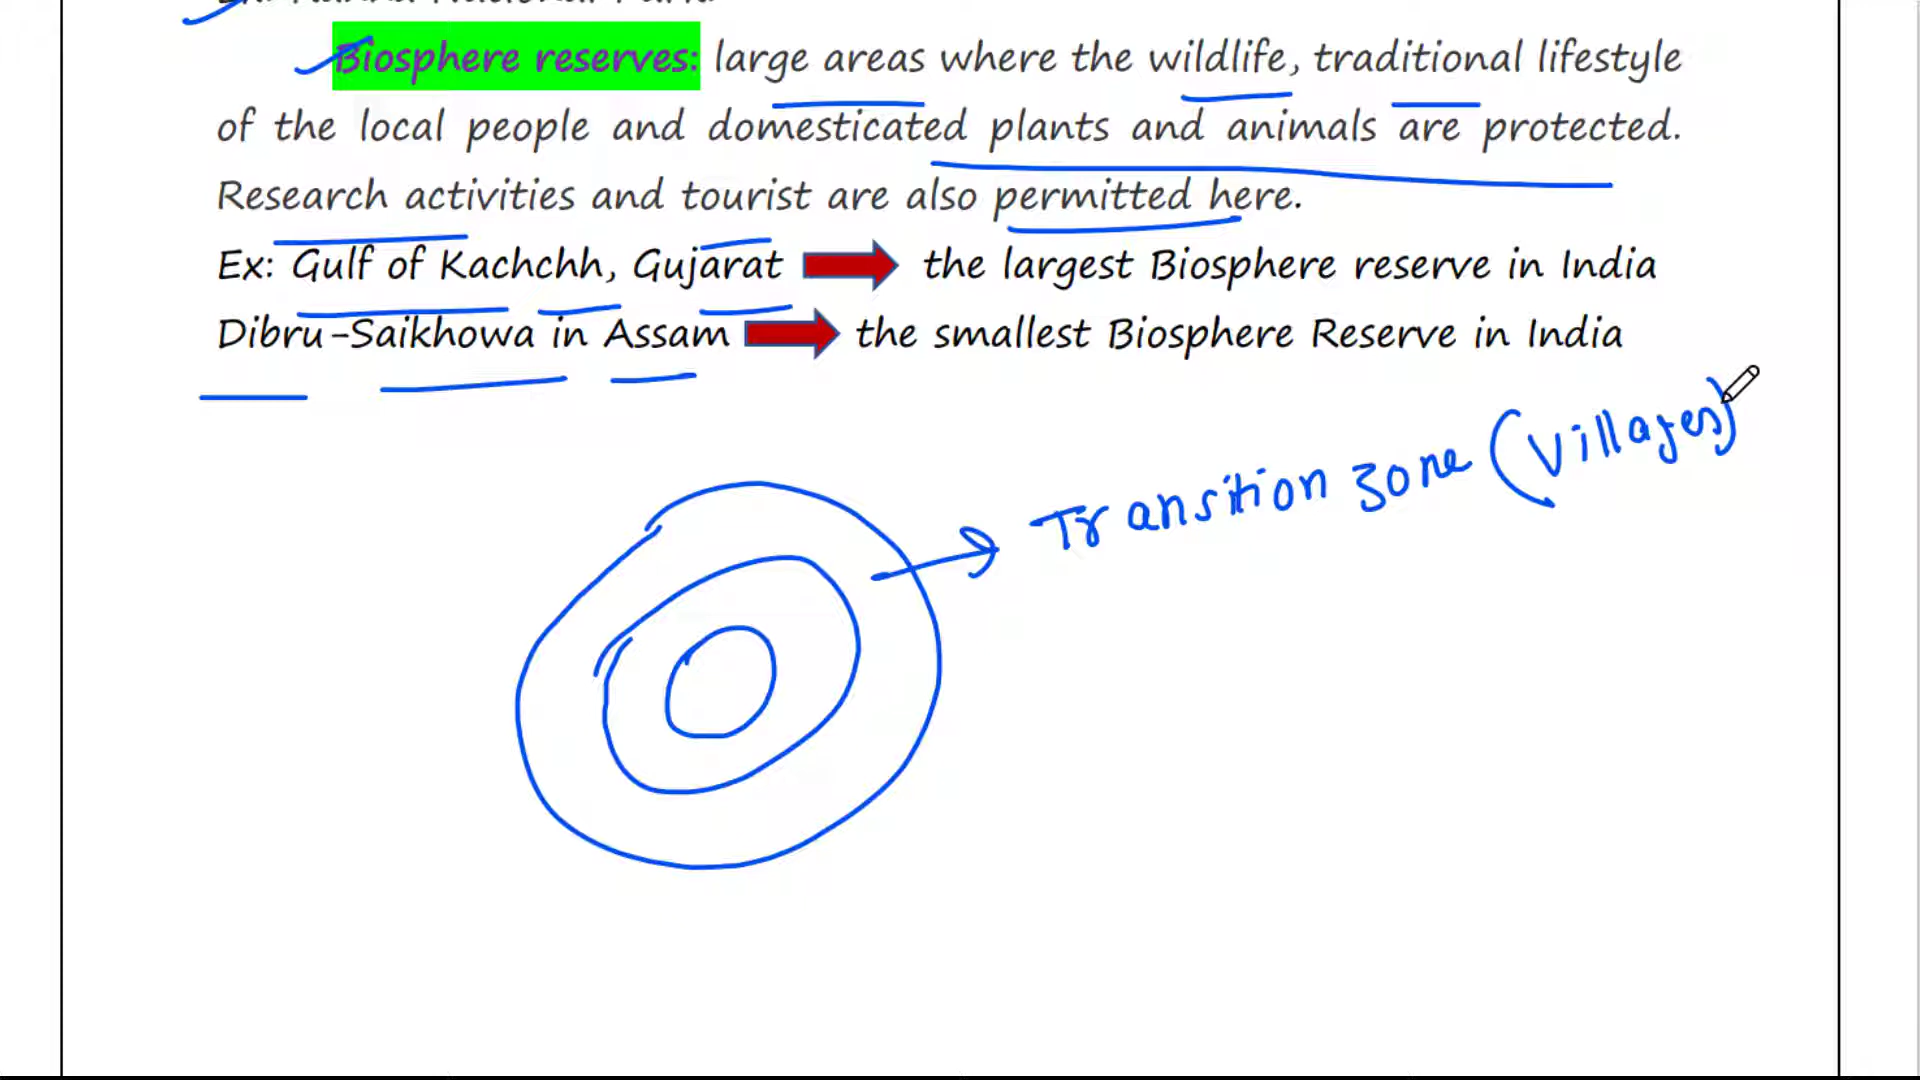 Biosphere reserves: large areas where the wildlife, traditional lifestyle
of the local people and domesticated plants and animals are protected.
Research activities and tourist are also permitted here.
Ex: Gulf of Kachchh, Gujarat the largest Biosphere reserve in India
Dibru-Saikhowa in Assam the smallest Biosphere Reserve in India
Transition zone (Villages)